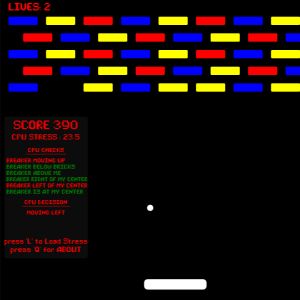 LIVES: 2
SCORE 390
CPU STRESS : 23.5
CPU CHECKS
BREAKER MOVING UP
BREAKER BELOW BRICKS
BREAKER ABOVE ME
BREAKER RIGHT OF MY CENTER
BREAKER LEFT OF MY CENTER
BREAKER IS AT MY CENTER
CPU DECISION
MOVING LEFT
press 'L' to Load Stress
press 'A' for ABOUT